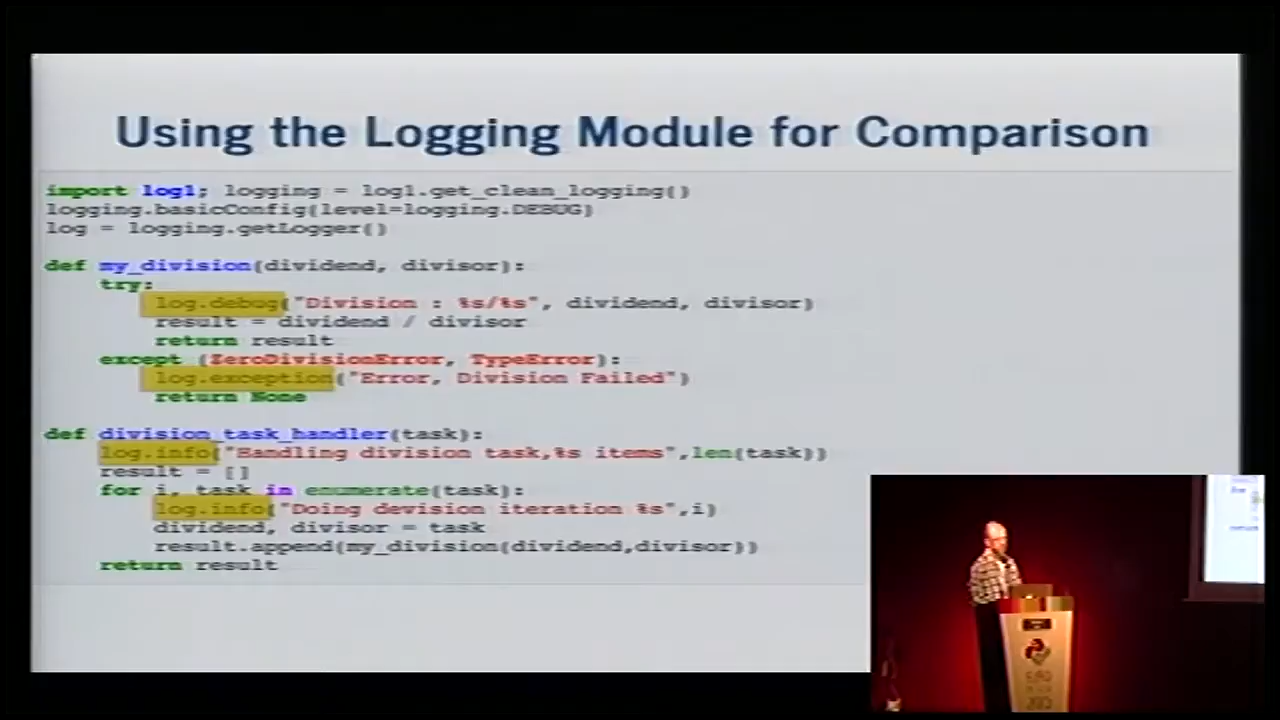 Using the Logging Module for Comparison
import log1; logging = log1.get_clean_logging()
logging.basicConfig(level=logging.DEBUG)
log = logging.getLogger()
def my_division(dividend, divisor):
try:
log.debug("Division : %s/%s", dividend, divisor)
result = dividend / divisor
return result
except (ZeroDivisionError, TypeError):
log.exception("Error, Division Failed")
return None
def division_task_handler(task):
log.info("Handling division task,%s items",len(task))
result = []
for i, task in enumerate(task):
log.info("Doing devision iteration %s",i)
dividend, divisor = task
result.append(my_division(dividend,divisor))
return result